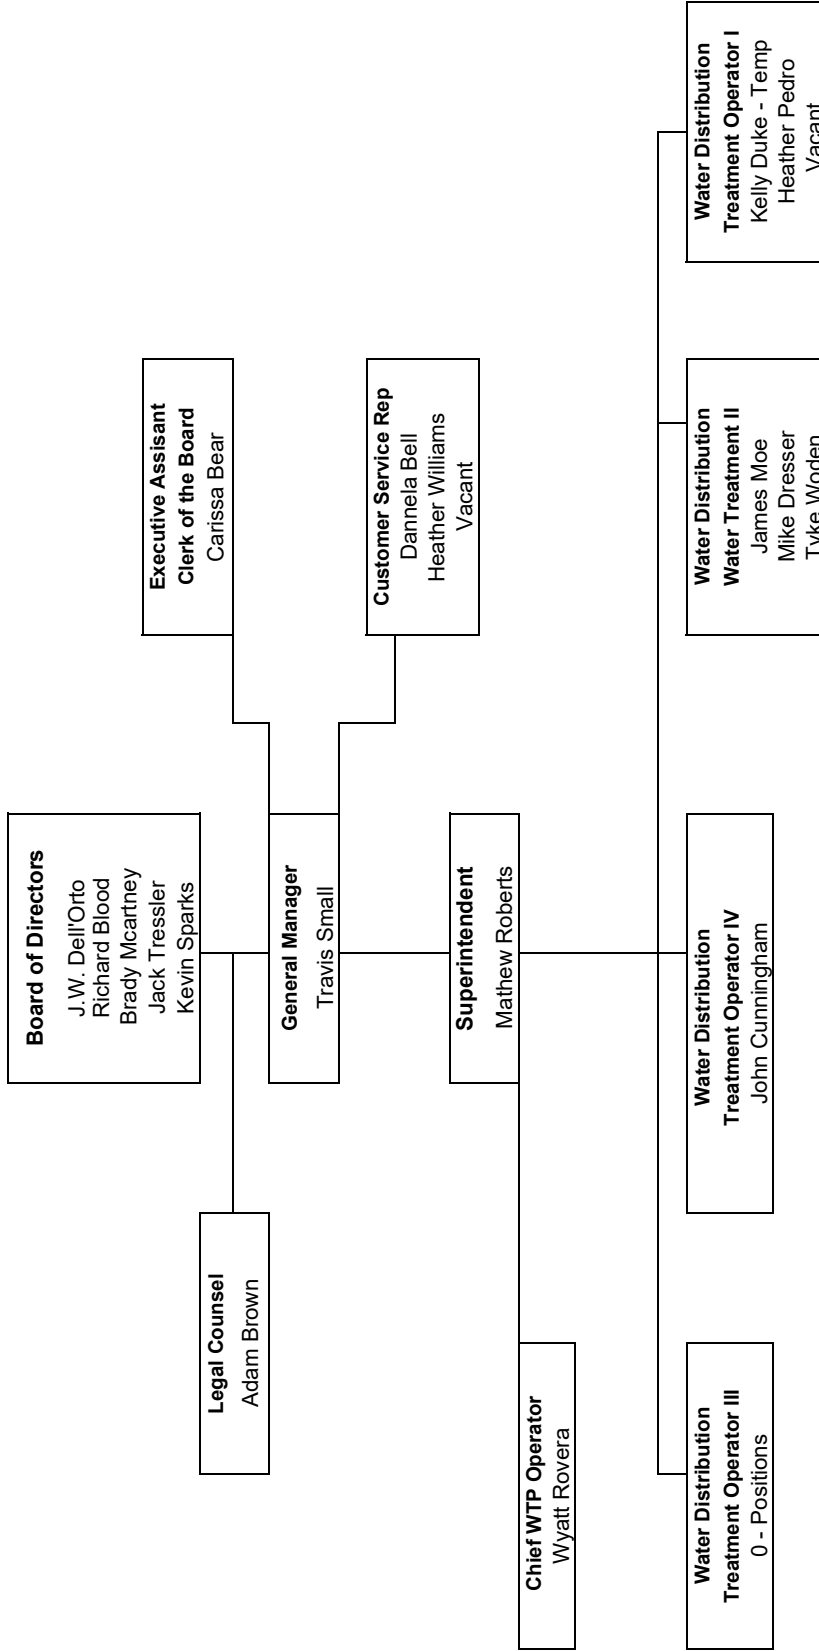 Board of Directors
J.W. Dell'Orto
Richard Blood
Brady Mcartney
Jack Tressler
Kevin Sparks
Legal Counsel
Adam Brown
Executive Assisant
Clerk of the Board
Carissa Bear
General Manager
Travis Small
Customer Service Rep
Dannela Bell
Heather Williams
Vacant
Superintendent
Mathew Roberts
Chief WTP Operator
Wyatt Rovera
Water Distribution
Treatment Operator III
0 - Positions
Water Distribution
Treatment Operator IV
John Cunningham
Water Distribution
Water Treatment II
James Moe
Mike Dresser
Tyke Woden
Water Distribution
Treatment Operator I
Kelly Duke - Temp
Heather Pedro
Vacant